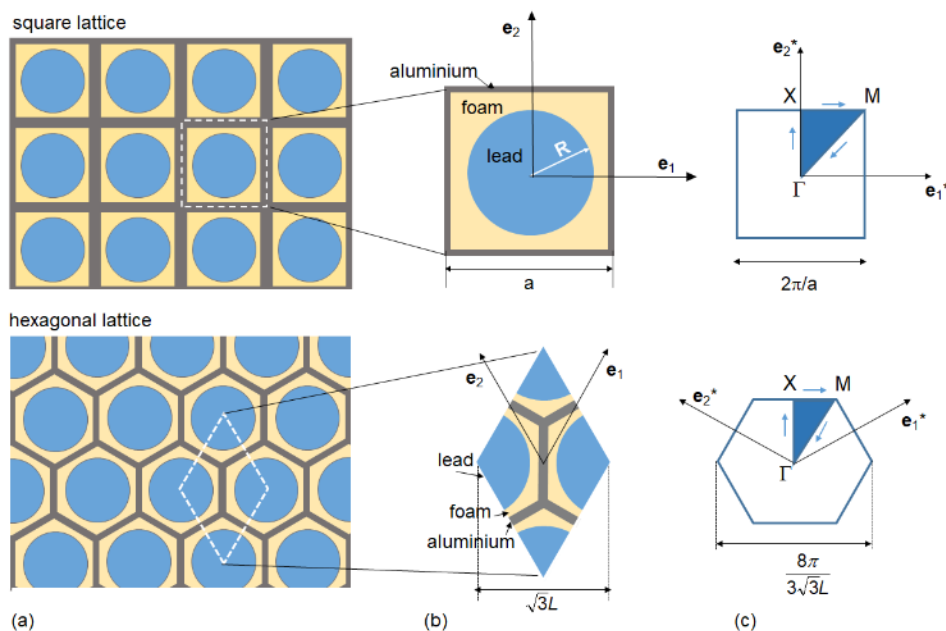 square lattice
aluminium
foam
lead
R
e₂
e₁
a
e₂*
X
M
Γ
e₁*
2π/a
hexagonal lattice
e₂
e₁
lead
foam
aluminium
√3L
e₂*
X
M
e₁*
Γ
8π
3√3L
(a)
(b)
(c)